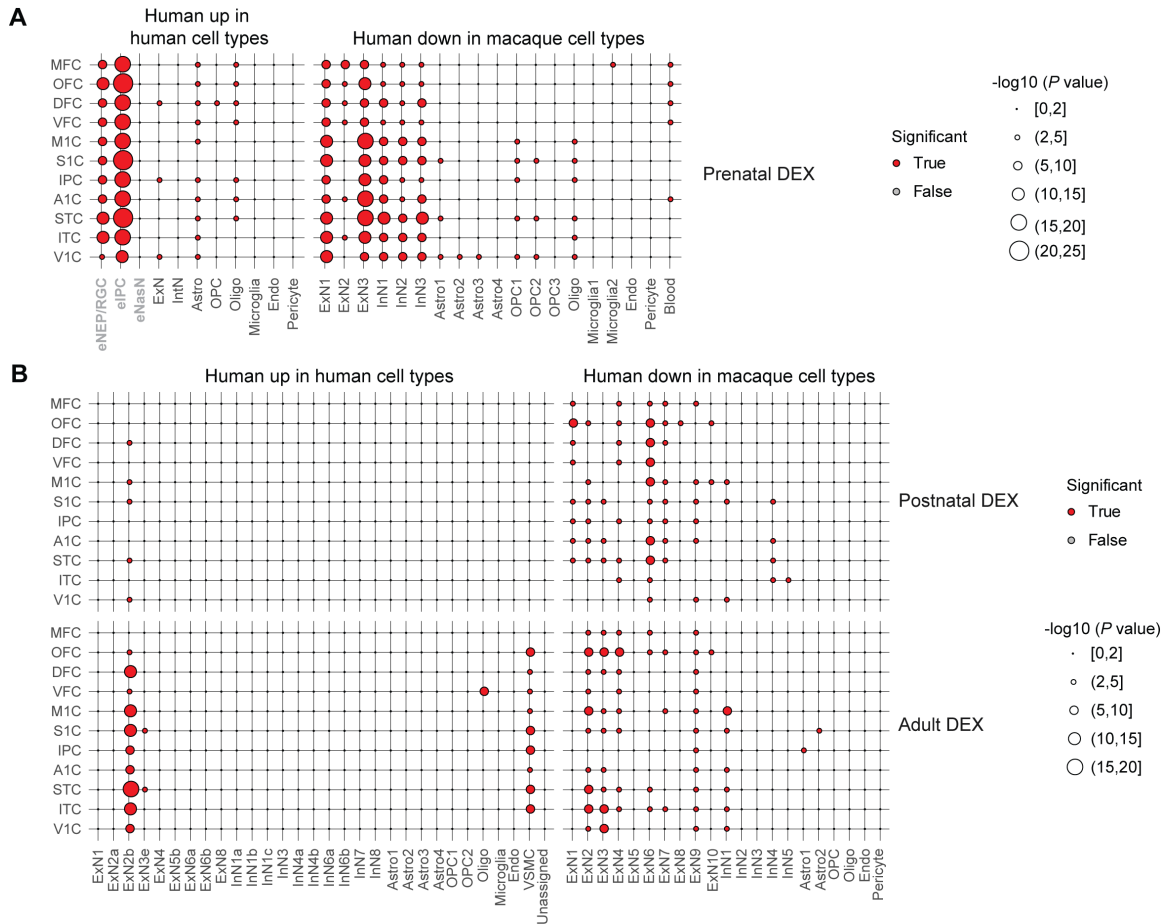 A
Human up in
human cell types
Human down in macaque cell types
MFC
OFC
DFC
VFC
M1C
S1C
IPC
A1C
STC
ITC
V1C
eNEP/RGC
eIPC
eNasN
ExN
IntN
Astro
OPC
Oligo
Microglia
Endo
Pericyte
ExN1
ExN2
ExN3
InN1
InN2
InN3
Astro1
Astro2
Astro3
Astro4
OPC1
OPC2
OPC3
Oligo
Microglia1
Microglia2
Endo
Pericyte
Blood
Prenatal DEX
Significant
True
False
-log10 (P value)
[0,2]
(2,5]
(5,10]
(10,15]
(15,20]
(20,25]
B
Human up in human cell types
Human down in macaque cell types
MFC
OFC
DFC
VFC
M1C
S1C
IPC
A1C
STC
ITC
V1C
Postnatal DEX
Significant
True
False
MFC
OFC
DFC
VFC
M1C
S1C
IPC
A1C
STC
ITC
V1C
Adult DEX
-log10 (P value)
[0,2]
(2,5]
(5,10]
(10,15]
(15,20]
ExN1
ExN2a
ExN2b
ExN3e
ExN4
ExN5b
ExN6a
ExN6b
ExN8
InN1a
InN1b
InN1c
InN3
InN4a
InN4b
InN6a
InN6b
InN7
InN8
Astro1
Astro2
Astro3
Astro4
OPC1
OPC2
Oligo
Microglia
Endo
VSMC
Unassigned
ExN1
ExN2
ExN3
ExN4
ExN5
ExN6
ExN7
ExN8
ExN9
ExN10
InN1
InN2
InN3
InN4
InN5
Astro1
Astro2
OPC
Oligo
Endo
Pericyte